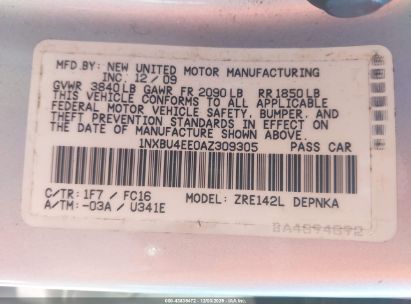 MFD.BY: NEW UNITED MOTOR MANUFACTURING
INC. 12/09
GVWR 3840LB GAWR FR 2090LB RR1850LB
THIS VEHICLE CONFORMS TO ALL APPLICABLE
FEDERAL MOTOR VEHICLE SAFETY, BUMPER, AND
THEFT PREVENTION STANDARDS IN EFFECT ON THE
DATE OF MANUFACTURE SHOWN ABOVE.
1NXBU4EE0AZ309305 PASS CAR
C/TR: 1F7 / FC16 MODEL: ZRE142L DEPNKA
A/TM: -03A / U341E